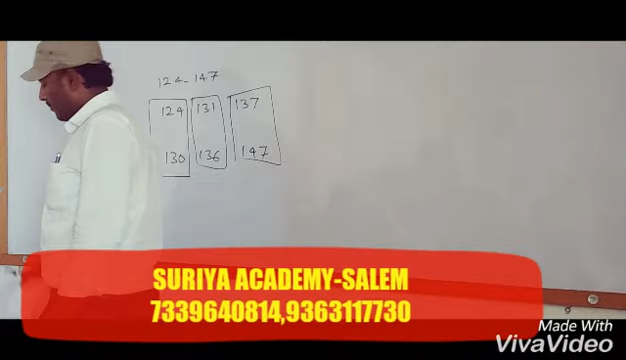 124-147
124 131 137
130 136 147
SURIYA ACADEMY-SALEM
7339640814,9363117730
Made With
VivaVideo